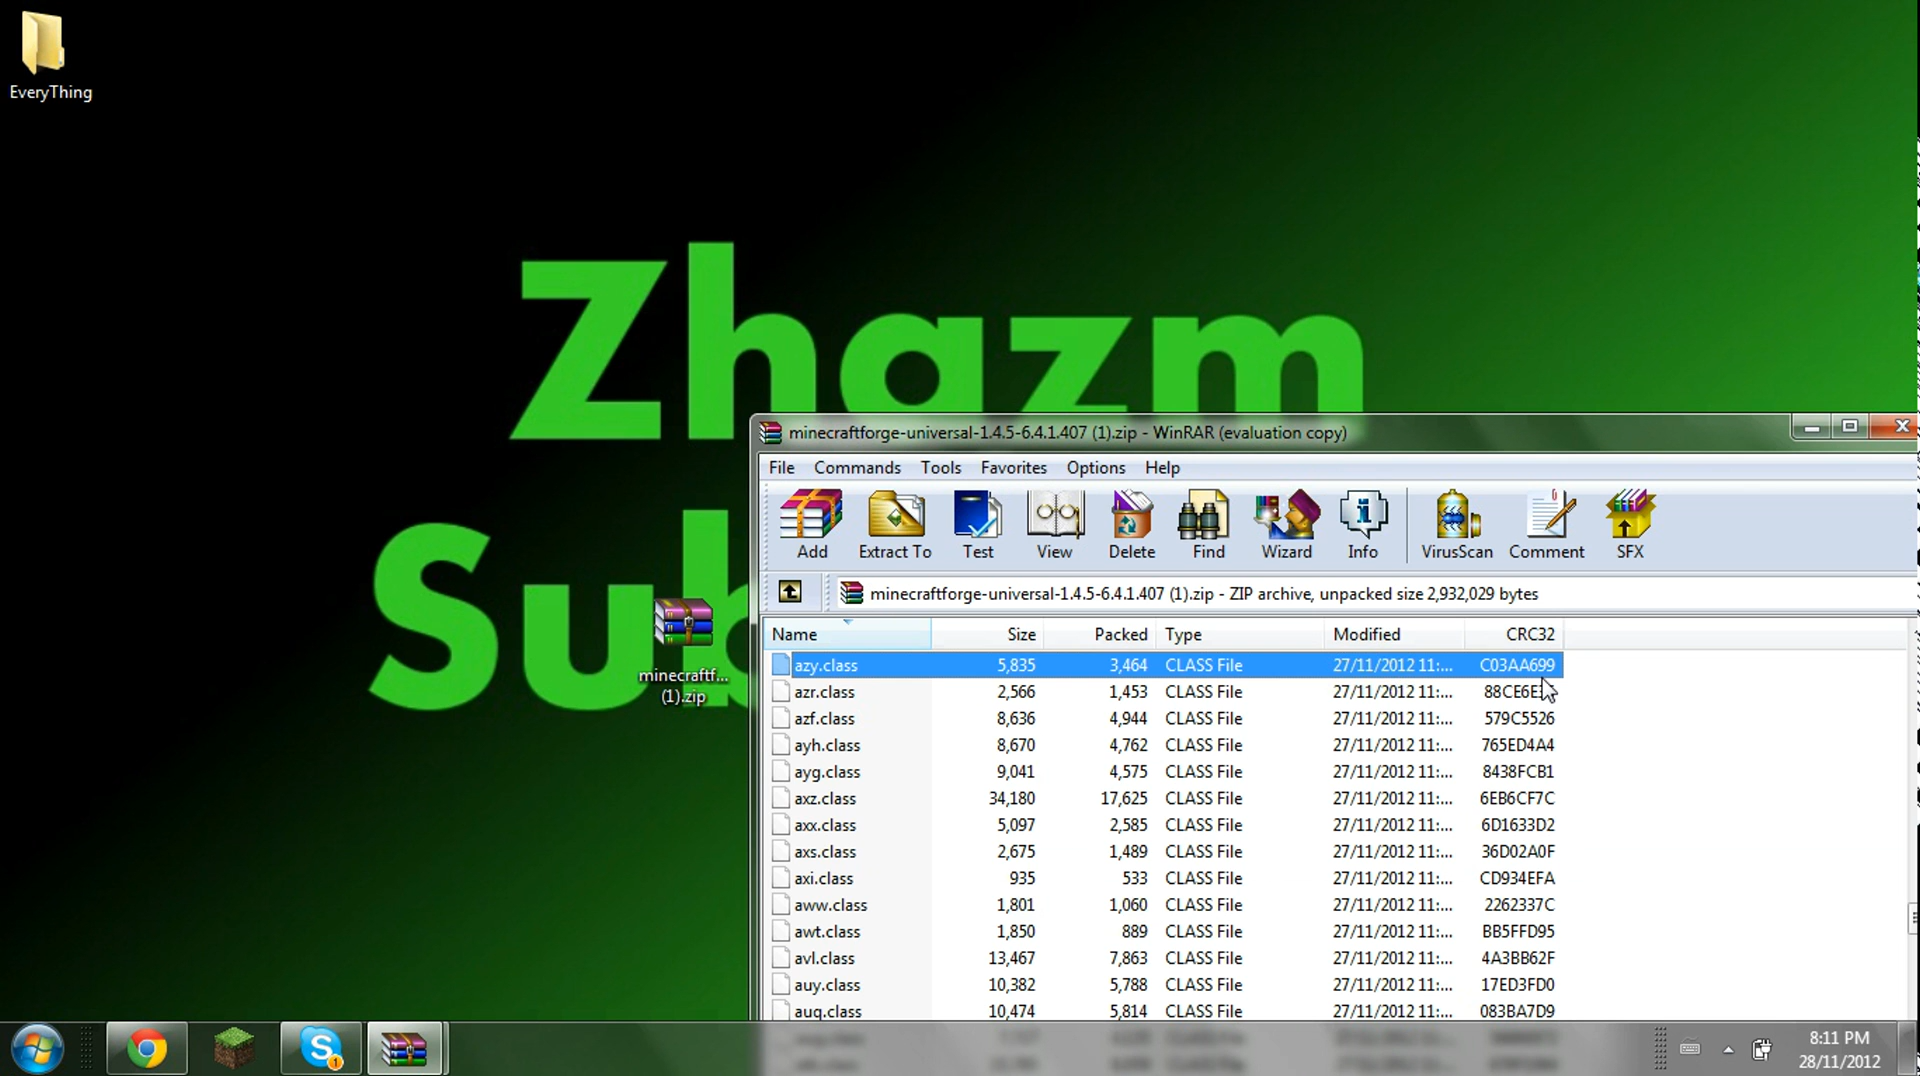 EveryThing
Zhazm
minecraftforge-universal-1.4.5-6.4.1.407 (1).zip - WinRAR (evaluation copy)
File Commands Tools Favorites Options Help
Add Extract To Test View Delete Find Wizard Info VirusScan Comment SFX
minecraftforge-universal-1.4.5-6.4.1.407 (1).zip - ZIP archive, unpacked size 2,932,029 bytes
Sub
minecraftf...
(1).zip
Name Size Packed Type Modified CRC32
azy.class 5,835 3,464 CLASS File 27/11/2012 11:... C03AA699
azr.class 2,566 1,453 CLASS File 27/11/2012 11:...
azf.class 8,636 4,944 CLASS File 27/11/2012 11:... 579C5526
ayh.class 8,670 4,762 CLASS File 27/11/2012 11:... 765ED4A4
ayg.class 9,041 4,575 CLASS File 27/11/2012 11:... 8438FCB1
axz.class 34,180 17,625 CLASS File 27/11/2012 11:... 6EB6CF7C
axx.class 5,097 2,585 CLASS File 27/11/2012 11:... 6D1633D2
axs.class 2,675 1,489 CLASS File 27/11/2012 11:... 36D02A0F
axi.class 935 533 CLASS File 27/11/2012 11:... CD934EFA
aww.class 1,801 1,060 CLASS File 27/11/2012 11:... 2262337C
awt.class 1,850 889 CLASS File 27/11/2012 11:... BB5FFD95
avl.class 13,467 7,863 CLASS File 27/11/2012 11:... 4A3BB62F
auy.class 10,382 5,788 CLASS File 27/11/2012 11:... 17ED3FD0
auq.class 10,474 5,814 CLASS File 27/11/2012 11:... 083BA7D9
8:11 PM
28/11/2012